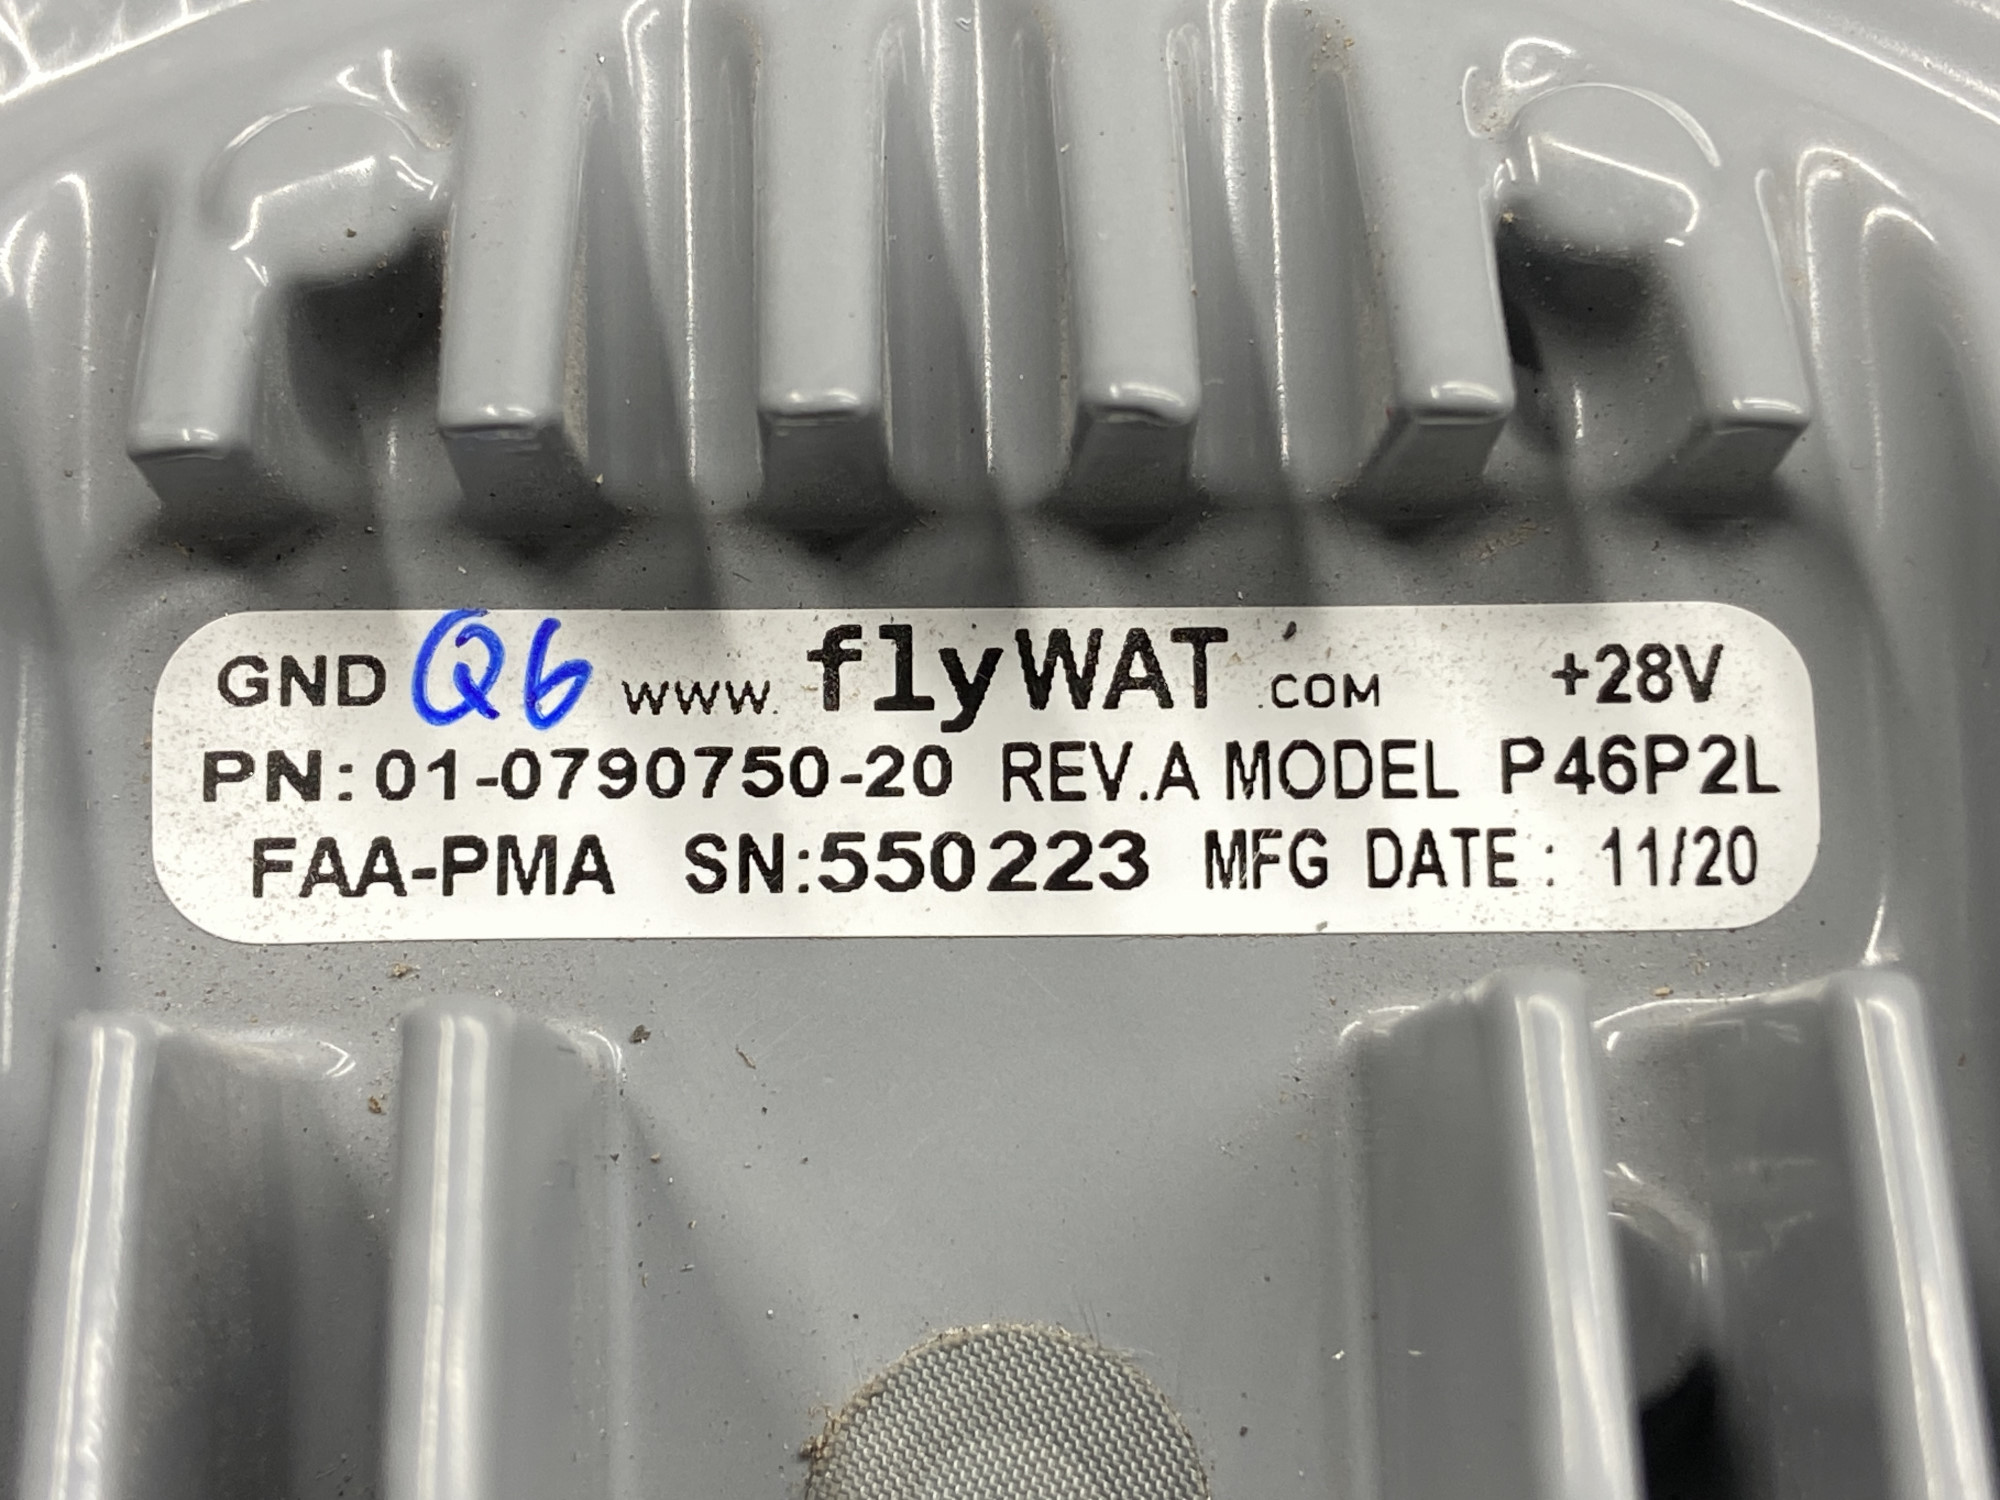 GND Q6 www.flyWAT.COM +28V
PN: 01-0790750-20 REV.A MODEL P46P2L
FAA-PMA SN:550223 MFG DATE: 11/20